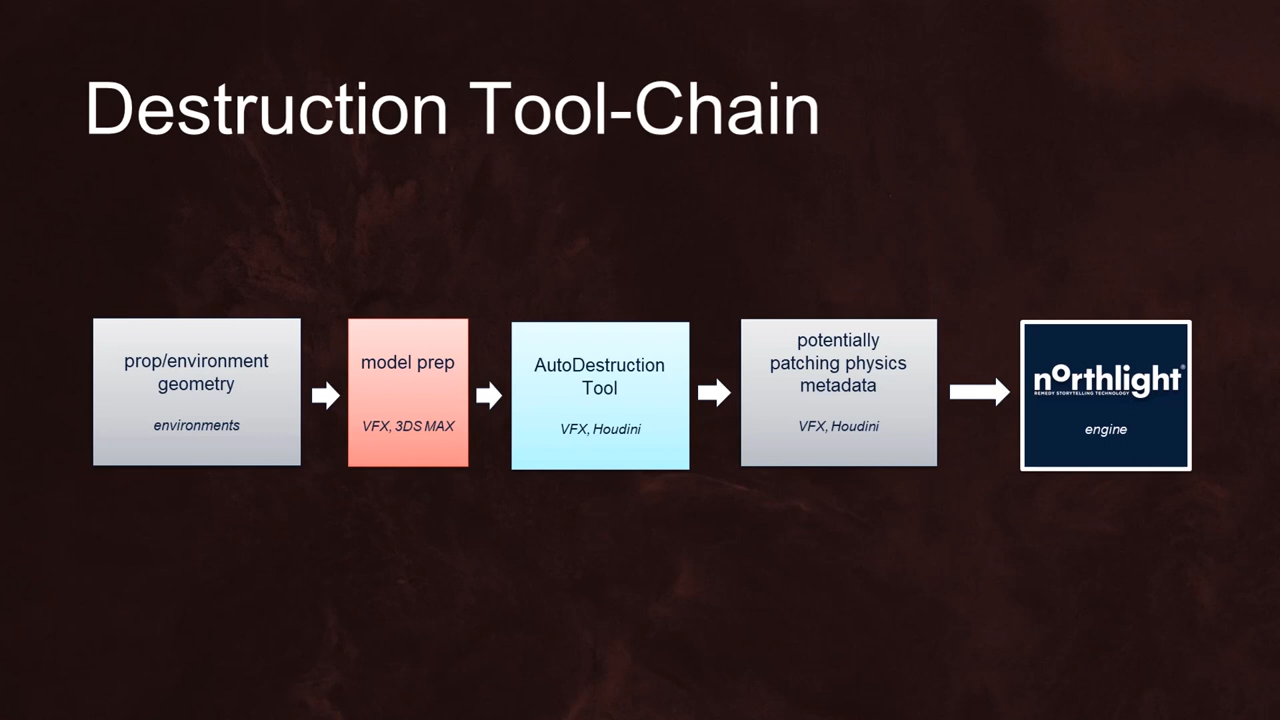 Destruction Tool-Chain
prop/environment
geometry
environments
model prep
VFX, 3DS MAX
AutoDestruction
Tool
VFX, Houdini
potentially
patching physics
metadata
VFX, Houdini
northlight®
REMEDY STORYTELLING TECHNOLOGY
engine